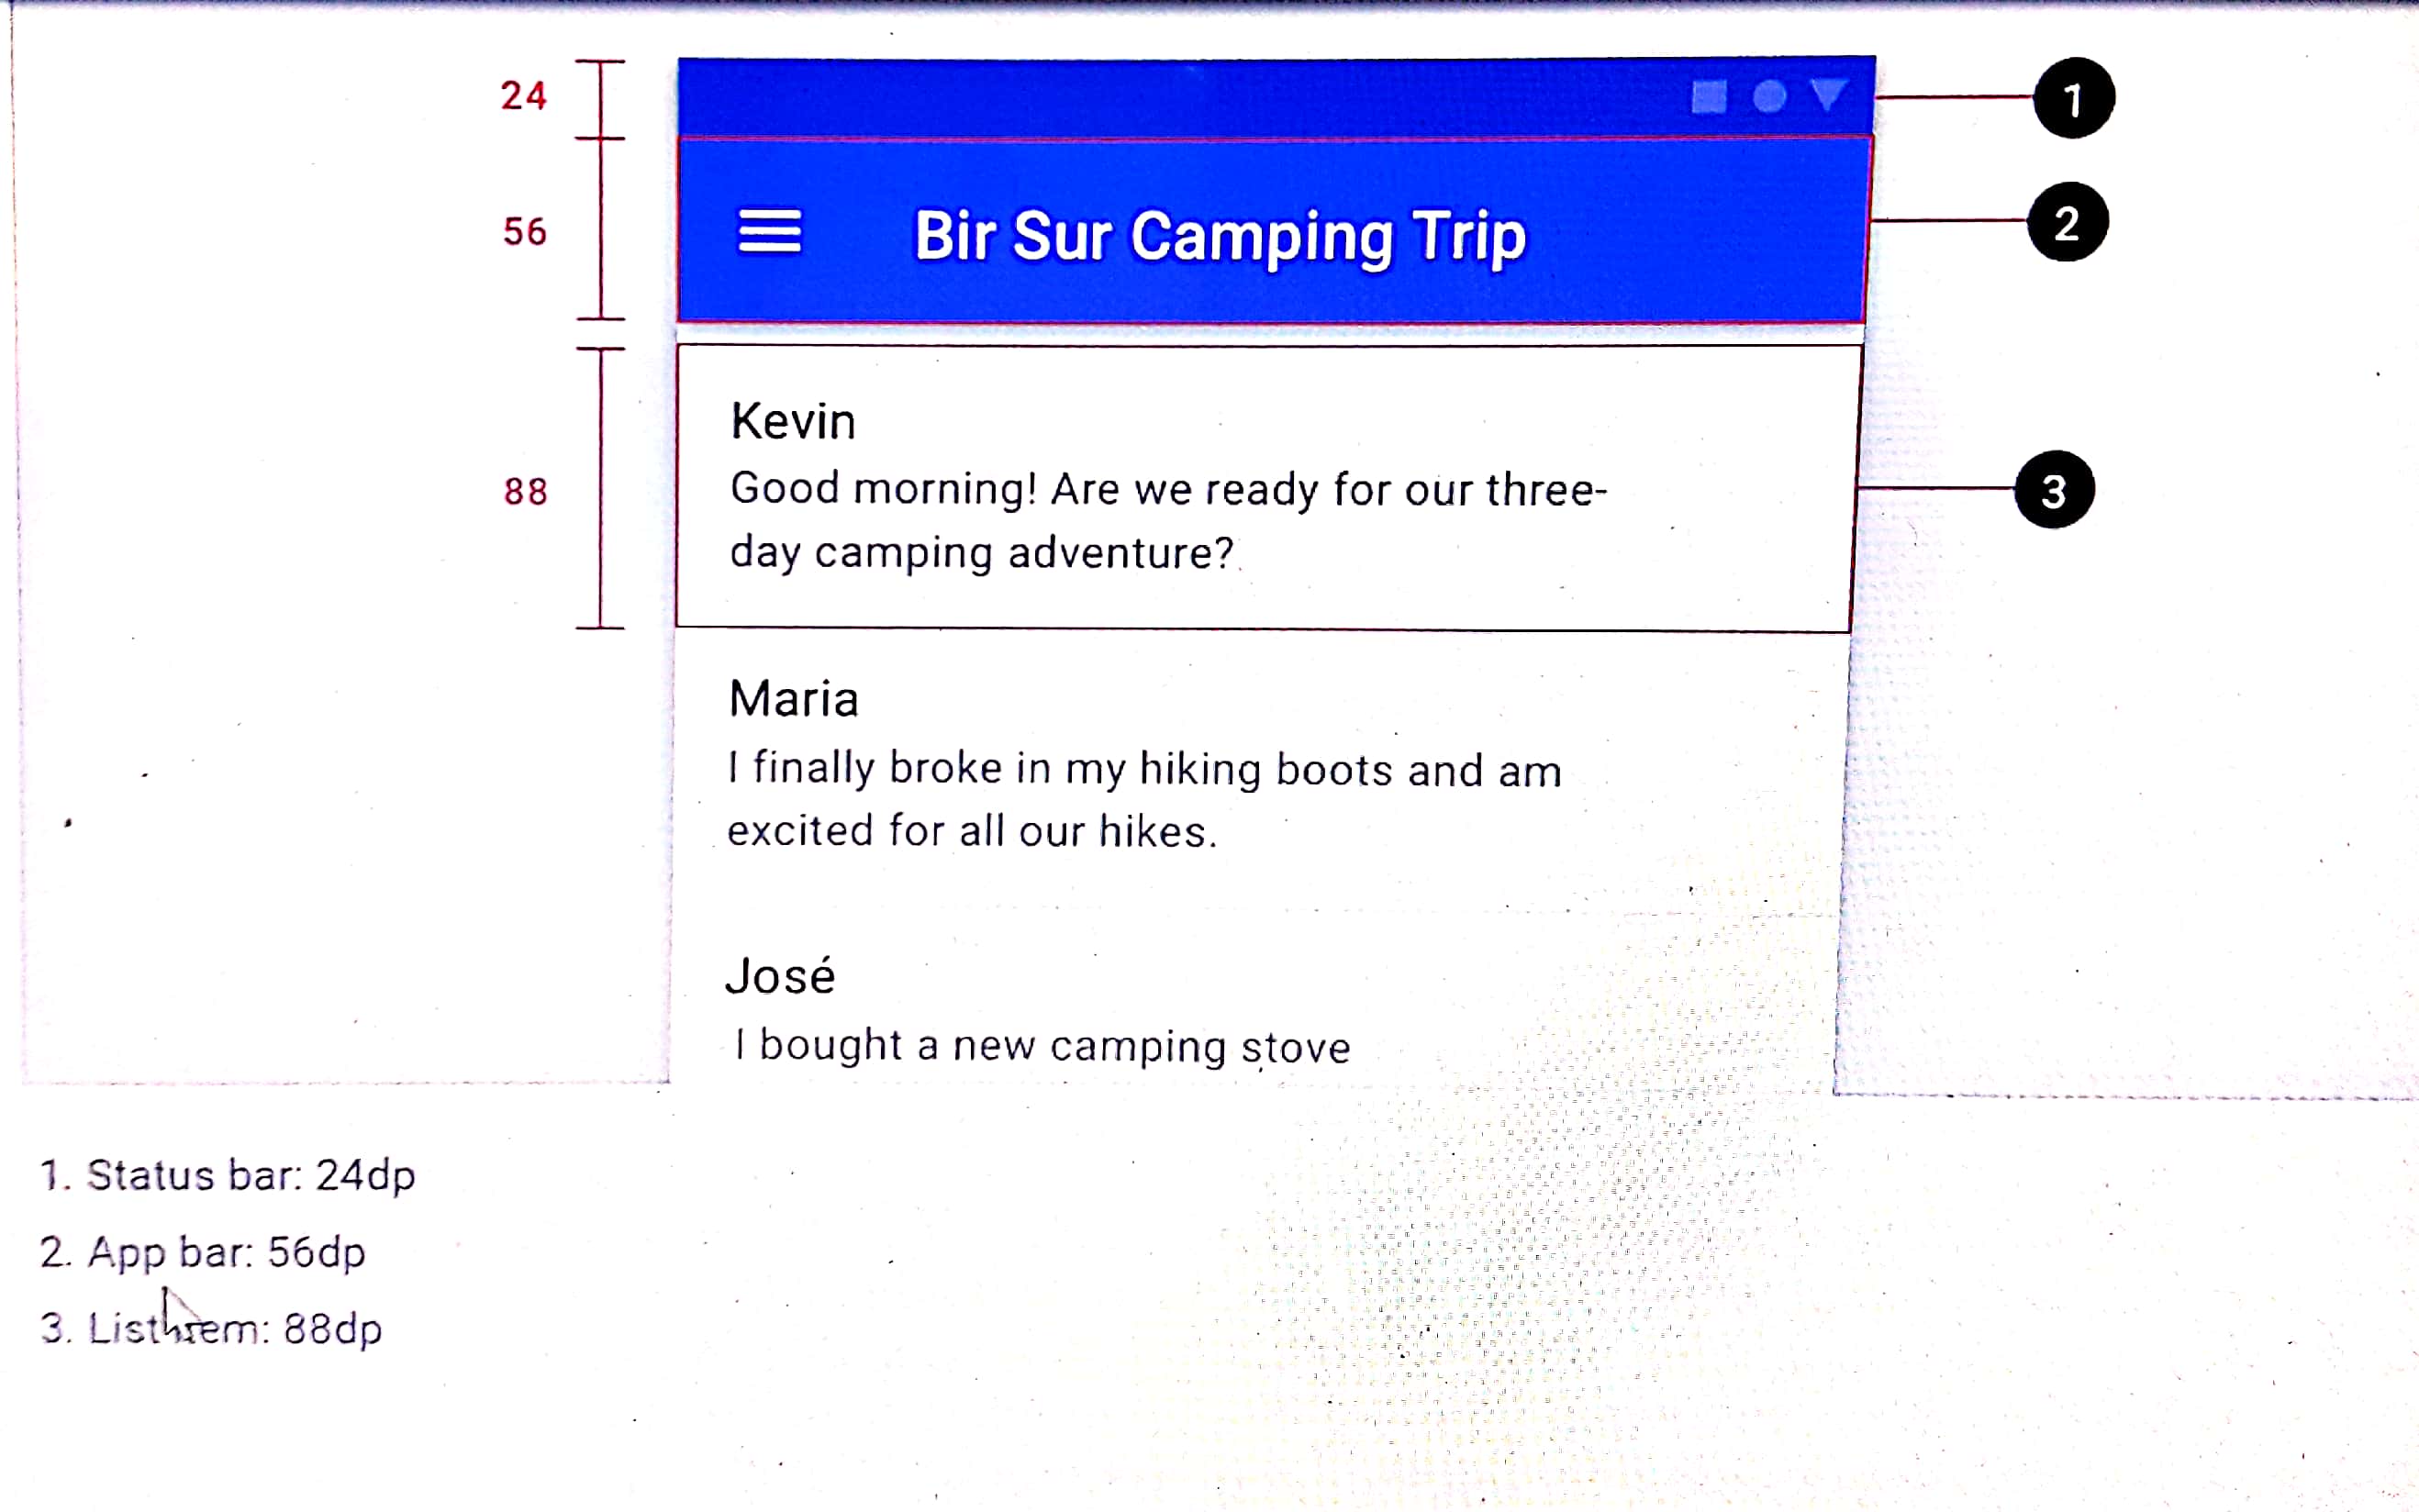 24
1
56
Bir Sur Camping Trip
2
Kevin
88
Good morning! Are we ready for our three-
3
day camping adventure?
Maria
I finally broke in my hiking boots and am
excited for all our hikes.
José
I bought a new camping stove
1. Status bar: 24dp
2. App bar: 56dp
3. List item: 88dp